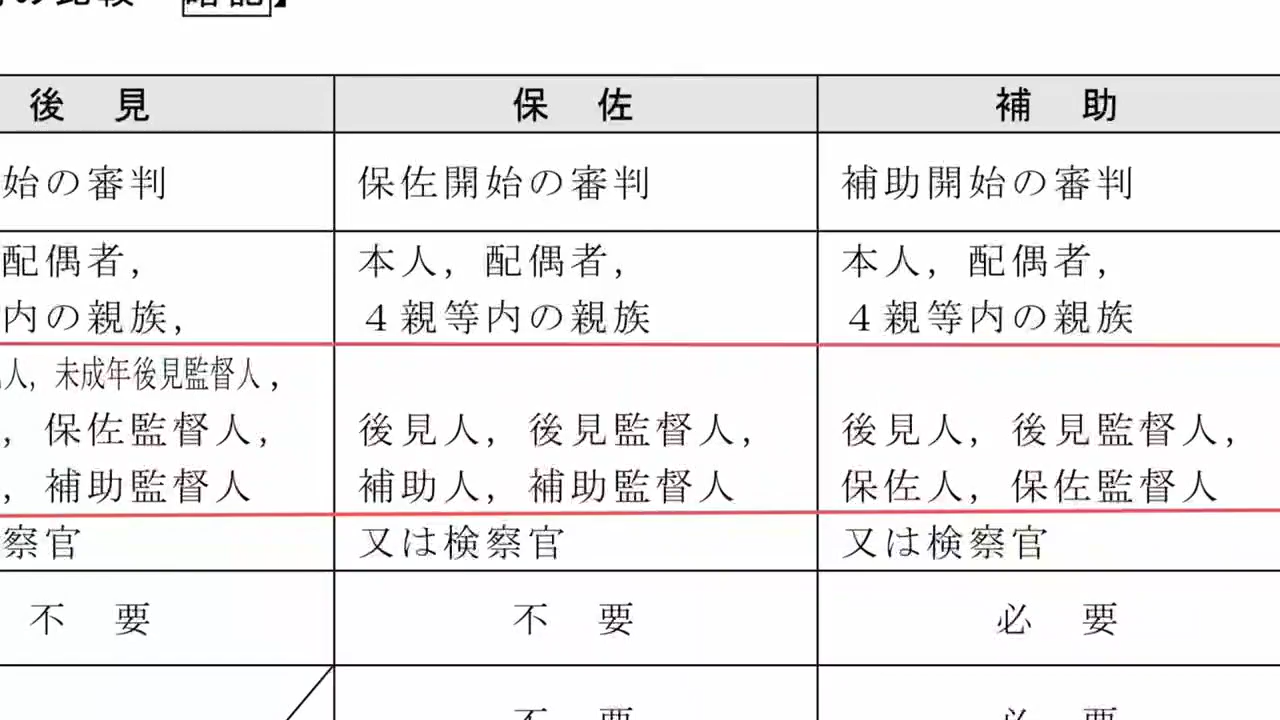 の比較 暗記】
後見 保佐 補助
始の審判 保佐開始の審判 補助開始の審判
配偶者, 本人, 配偶者, 本人, 配偶者,
内の親族, 4親等内の親族 4親等内の親族
人, 未成年後見監督人,
, 保佐監督人, 後見人, 後見監督人, 後見人, 後見監督人,
, 補助監督人 補助人, 補助監督人 保佐人, 保佐監督人
察官 又は検察官 又は検察官
不要 不要 必要